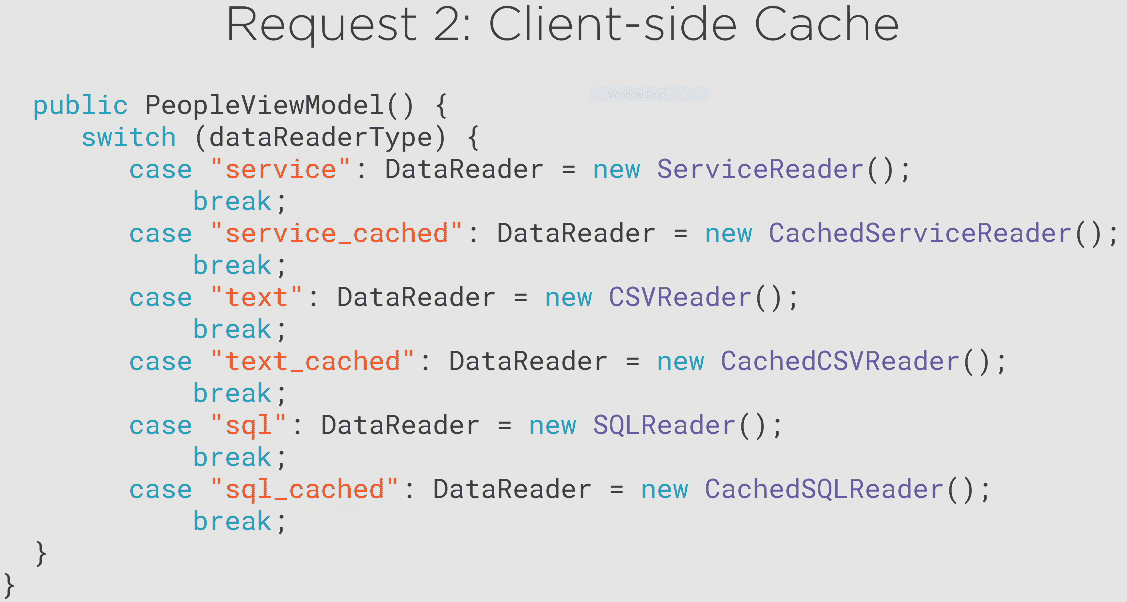 Request 2: Client-side Cache
public PeopleViewModel() {
switch (dataReaderType) {
case "service": DataReader = new ServiceReader();
break;
case "service_cached": DataReader = new CachedServiceReader();
break;
case "text": DataReader = new CSVReader();
break;
case "text_cached": DataReader = new CachedCSVReader();
break;
case "sql": DataReader = new SQLReader();
break;
case "sql_cached": DataReader = new CachedSQLReader();
break;
}
}